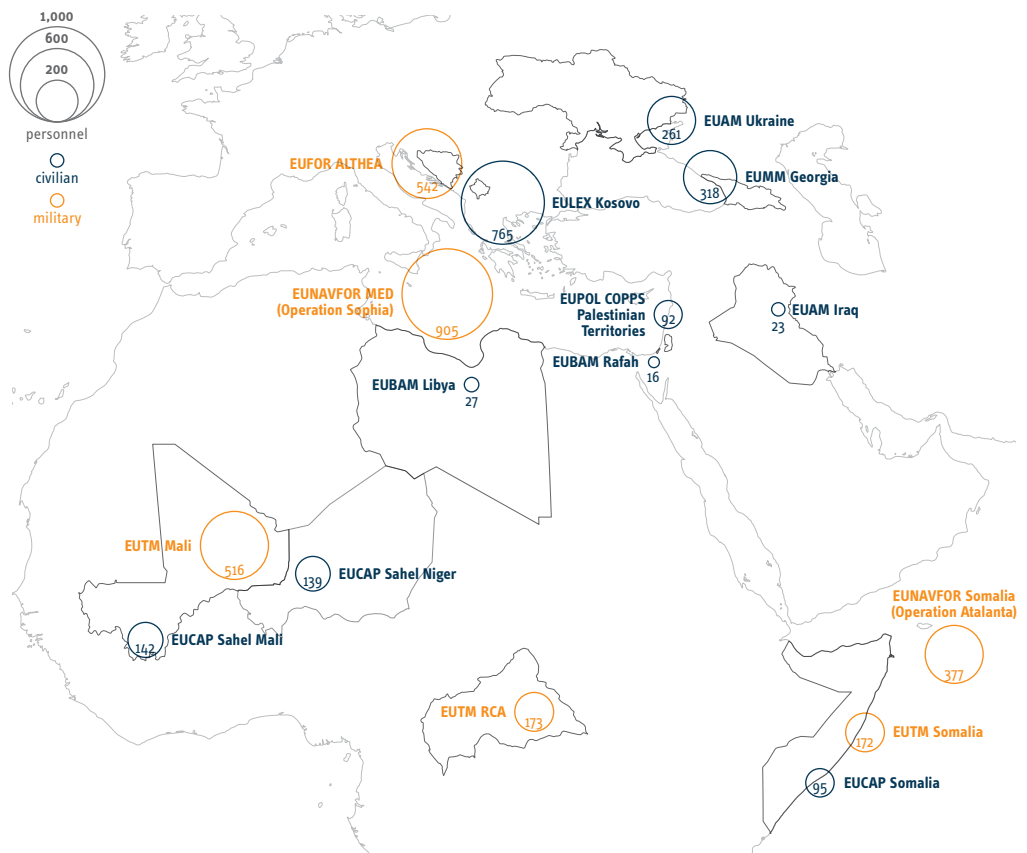 1,000
600
200
personnel
civilian
military
EUAM Ukraine
261
EUFOR ALTHEA
542
EUMM Georgia
318
EULEX Kosovo
765
EUNAVFOR MED
(Operation Sophia)
905
EUPOL COPPS
Palestinian
Territories
92
EUAM Iraq
23
EUBAM Rafah
16
EUBAM Libya
27
EUTM Mali
516
EUCAP Sahel Niger
139
EUCAP Sahel Mali
142
EUNAVFOR Somalia
(Operation Atalanta)
377
EUTM RCA
173
EUTM Somalia
172
EUCAP Somalia
95